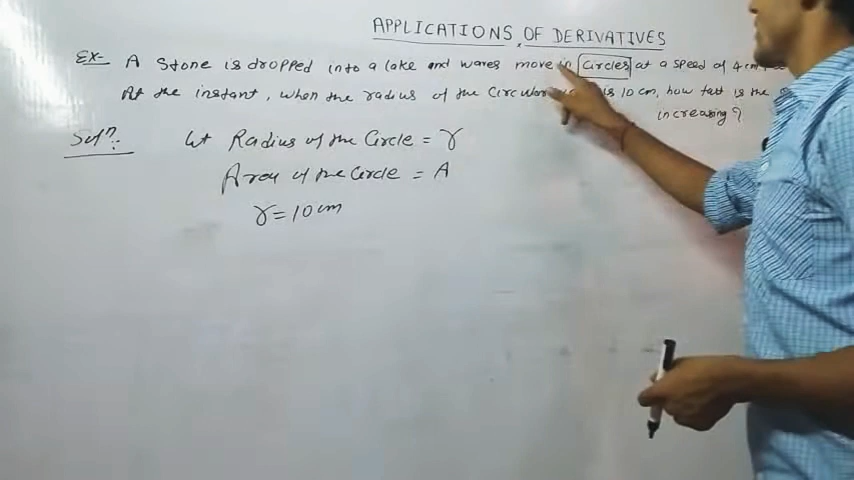 APPLICATIONS OF DERIVATIVES
Ex- A Stone is dropped into a lake and waves move in Circles at a speed of 4 cm
At the instant, when the radius of the Circular is 10 cm, how fast is the
increasing?
Solⁿ: let Radius of the Circle = r
Area of the Circle = A
r = 10 cm